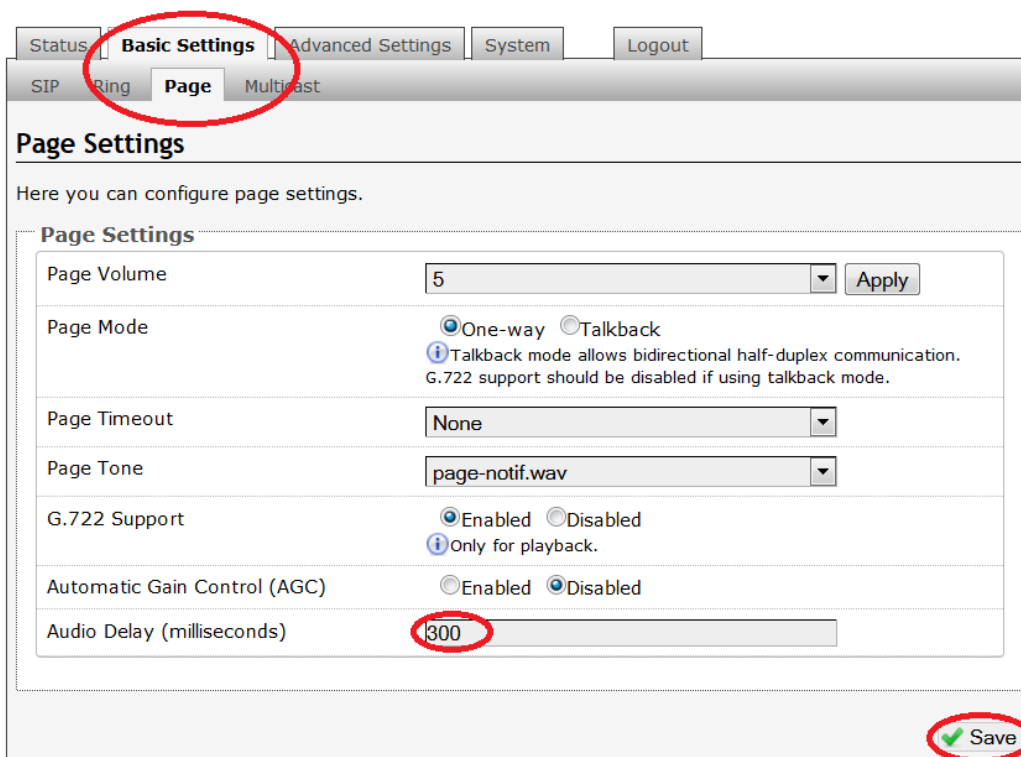 Status Basic Settings Advanced Settings System Logout
SIP Ring Page Multicast
Page Settings
Here you can configure page settings.
Page Settings
Page Volume 5 Apply
Page Mode One-way Talkback
Talkback mode allows bidirectional half-duplex communication.
G.722 support should be disabled if using talkback mode.
Page Timeout None
Page Tone page-notif.wav
G.722 Support Enabled Disabled
Only for playback.
Automatic Gain Control (AGC) Enabled Disabled
Audio Delay (milliseconds) 300
Save